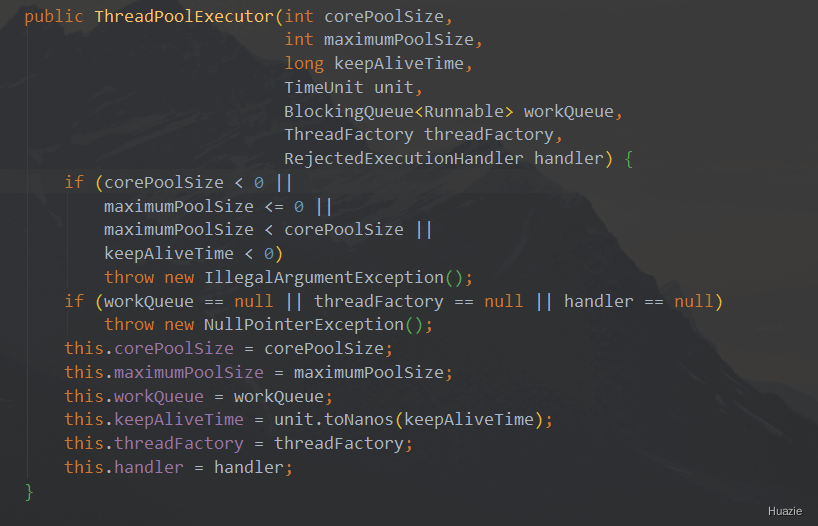 public ThreadPoolExecutor(int corePoolSize,
                          int maximumPoolSize,
                          long keepAliveTime,
                          TimeUnit unit,
                          BlockingQueue<Runnable> workQueue,
                          ThreadFactory threadFactory,
                          RejectedExecutionHandler handler) {
    if (corePoolSize < 0 ||
        maximumPoolSize <= 0 ||
        maximumPoolSize < corePoolSize ||
        keepAliveTime < 0)
        throw new IllegalArgumentException();
    if (workQueue == null || threadFactory == null || handler == null)
        throw new NullPointerException();
    this.corePoolSize = corePoolSize;
    this.maximumPoolSize = maximumPoolSize;
    this.workQueue = workQueue;
    this.keepAliveTime = unit.toNanos(keepAliveTime);
    this.threadFactory = threadFactory;
    this.handler = handler;
}
Huazie